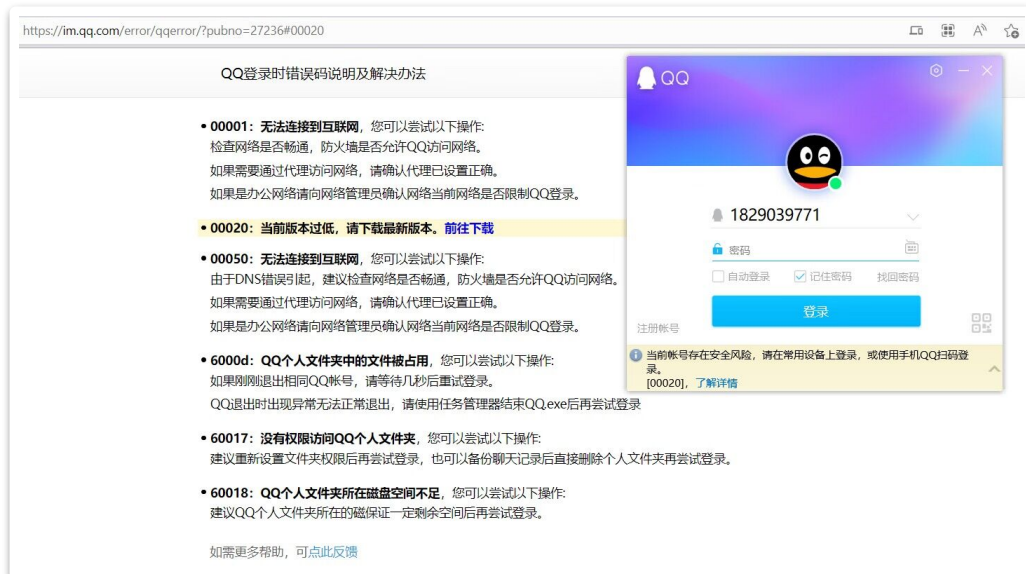 https://im.qq.com/error/qqerror/?pubno=27236#00020
QQ登录时错误码说明及解决办法
• 00001：无法连接到互联网，您可以尝试以下操作:
检查网络是否畅通，防火墙是否允许QQ访问网络。
如果需要通过代理访问网络，请确认代理已设置正确。
如果是办公网络请向网络管理员确认网络当前网络是否限制QQ登录。
• 00020：当前版本过低，请下载最新版本。前往下载
• 00050：无法连接到互联网，您可以尝试以下操作:
由于DNS错误引起，建议检查网络是否畅通，防火墙是否允许QQ访问网络。
如果需要通过代理访问网络，请确认代理已设置正确。
如果是办公网络请向网络管理员确认网络当前网络是否限制QQ登录。
• 6000d：QQ个人文件夹中的文件被占用，您可以尝试以下操作:
如果刚刚退出相同QQ帐号，请等待几秒后重试登录。
QQ退出时出现异常无法正常退出，请使用任务管理器结束QQ.exe后再尝试登录
• 60017：没有权限访问QQ个人文件夹，您可以尝试以下操作:
建议重新设置文件夹权限后再尝试登录，也可以备份聊天记录后直接删除个人文件夹再尝试登录。
• 60018：QQ个人文件夹所在磁盘空间不足，您可以尝试以下操作:
建议QQ个人文件夹所在的磁保证一定剩余空间后再尝试登录。
如需更多帮助，可点此反馈
QQ
1829039771
密码
自动登录 记住密码 找回密码
登录
注册帐号
当前帐号存在安全风险，请在常用设备上登录，或使用手机QQ扫码登
录。
[00020]，了解详情